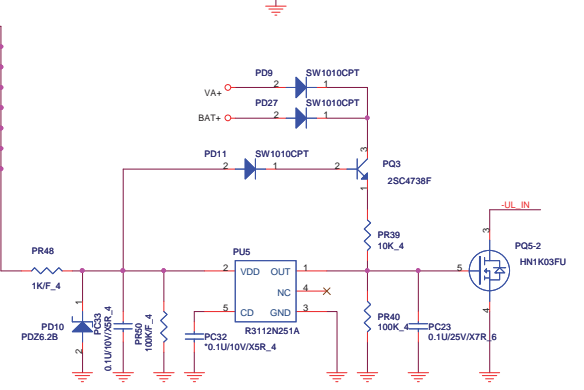 PD9 SW1010CPT
VA+ 2 1
PD27 SW1010CPT
BAT+ 2 1
PD11 SW1010CPT
2 1 2 3 1 PQ3
2SC4738F
-UL_IN
3
PR39
10K_4
PQ5-2
HN1K03FU
5
4
PR48
1K/F_4
PU5
2 VDD OUT 1
NC 4
5 CD GND 3
R3112N251A
1
PD10
PDZ6.2B
2
PC33
0.1U/10V/X5R_4
PR50
100K/F_4
PC32
*0.1U/10V/X5R_4
PR40
100K_4
PC23
0.1U/25V/X7R_6